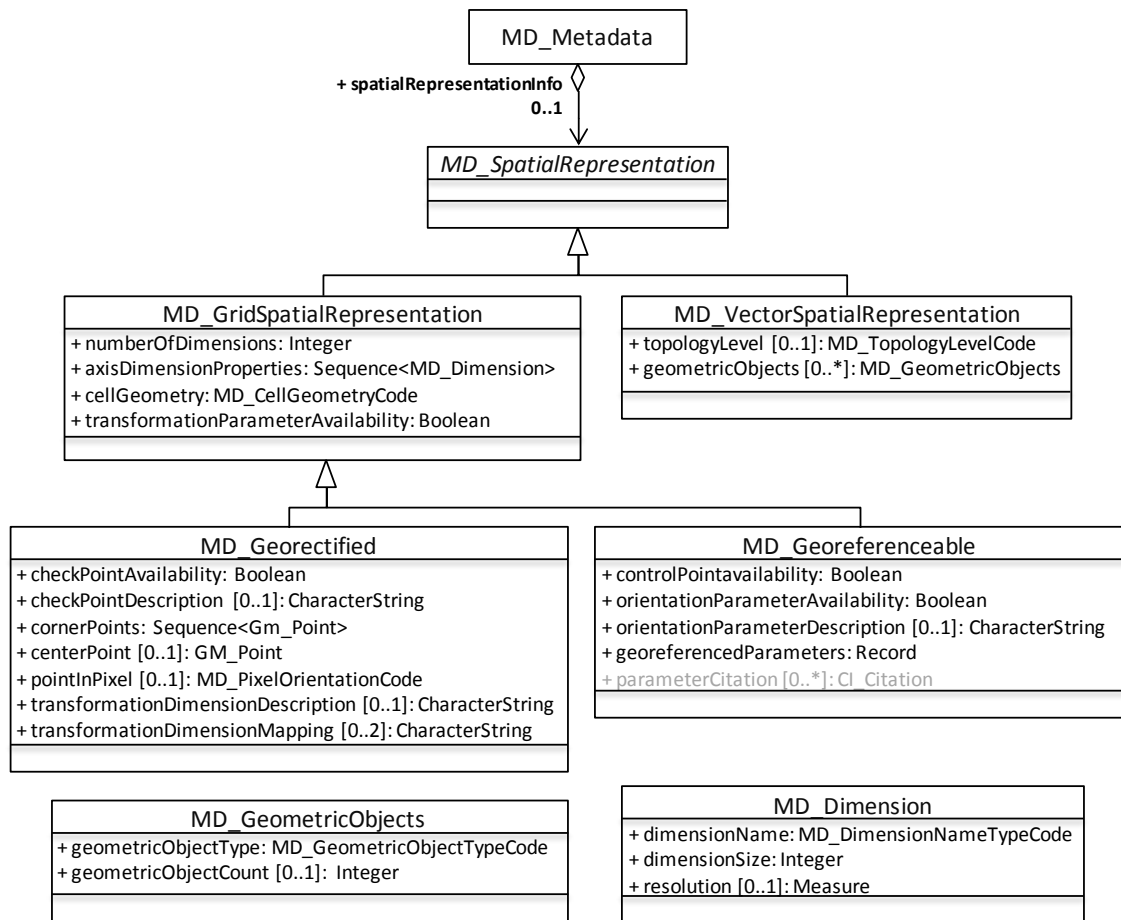 MD_Metadata
+ spatialRepresentationInfo
0..1
MD_SpatialRepresentation
MD_GridSpatialRepresentation
+ numberOfDimensions: Integer
+ axisDimensionProperties: Sequence<MD_Dimension>
+ cellGeometry: MD_CellGeometryCode
+ transformationParameterAvailability: Boolean
MD_VectorSpatialRepresentation
+ topologyLevel [0..1]: MD_TopologyLevelCode
+ geometricObjects [0..*]: MD_GeometricObjects
MD_Georectified
+ checkPointAvailability: Boolean
+ checkPointDescription [0..1]: CharacterString
+ cornerPoints: Sequence<Gm_Point>
+ centerPoint [0..1]: GM_Point
+ pointInPixel [0..1]: MD_PixelOrientationCode
+ transformationDimensionDescription [0..1]: CharacterString
+ transformationDimensionMapping [0..2]: CharacterString
MD_Georeferenceable
+ controlPointavailability: Boolean
+ orientationParameterAvailability: Boolean
+ orientationParameterDescription [0..1]: CharacterString
+ georeferencedParameters: Record
+ parameterCitation [0..*]: CI_Citation
MD_GeometricObjects
+ geometricObjectType: MD_GeometricObjectTypeCode
+ geometricObjectCount [0..1]: Integer
MD_Dimension
+ dimensionName: MD_DimensionNameTypeCode
+ dimensionSize: Integer
+ resolution [0..1]: Measure